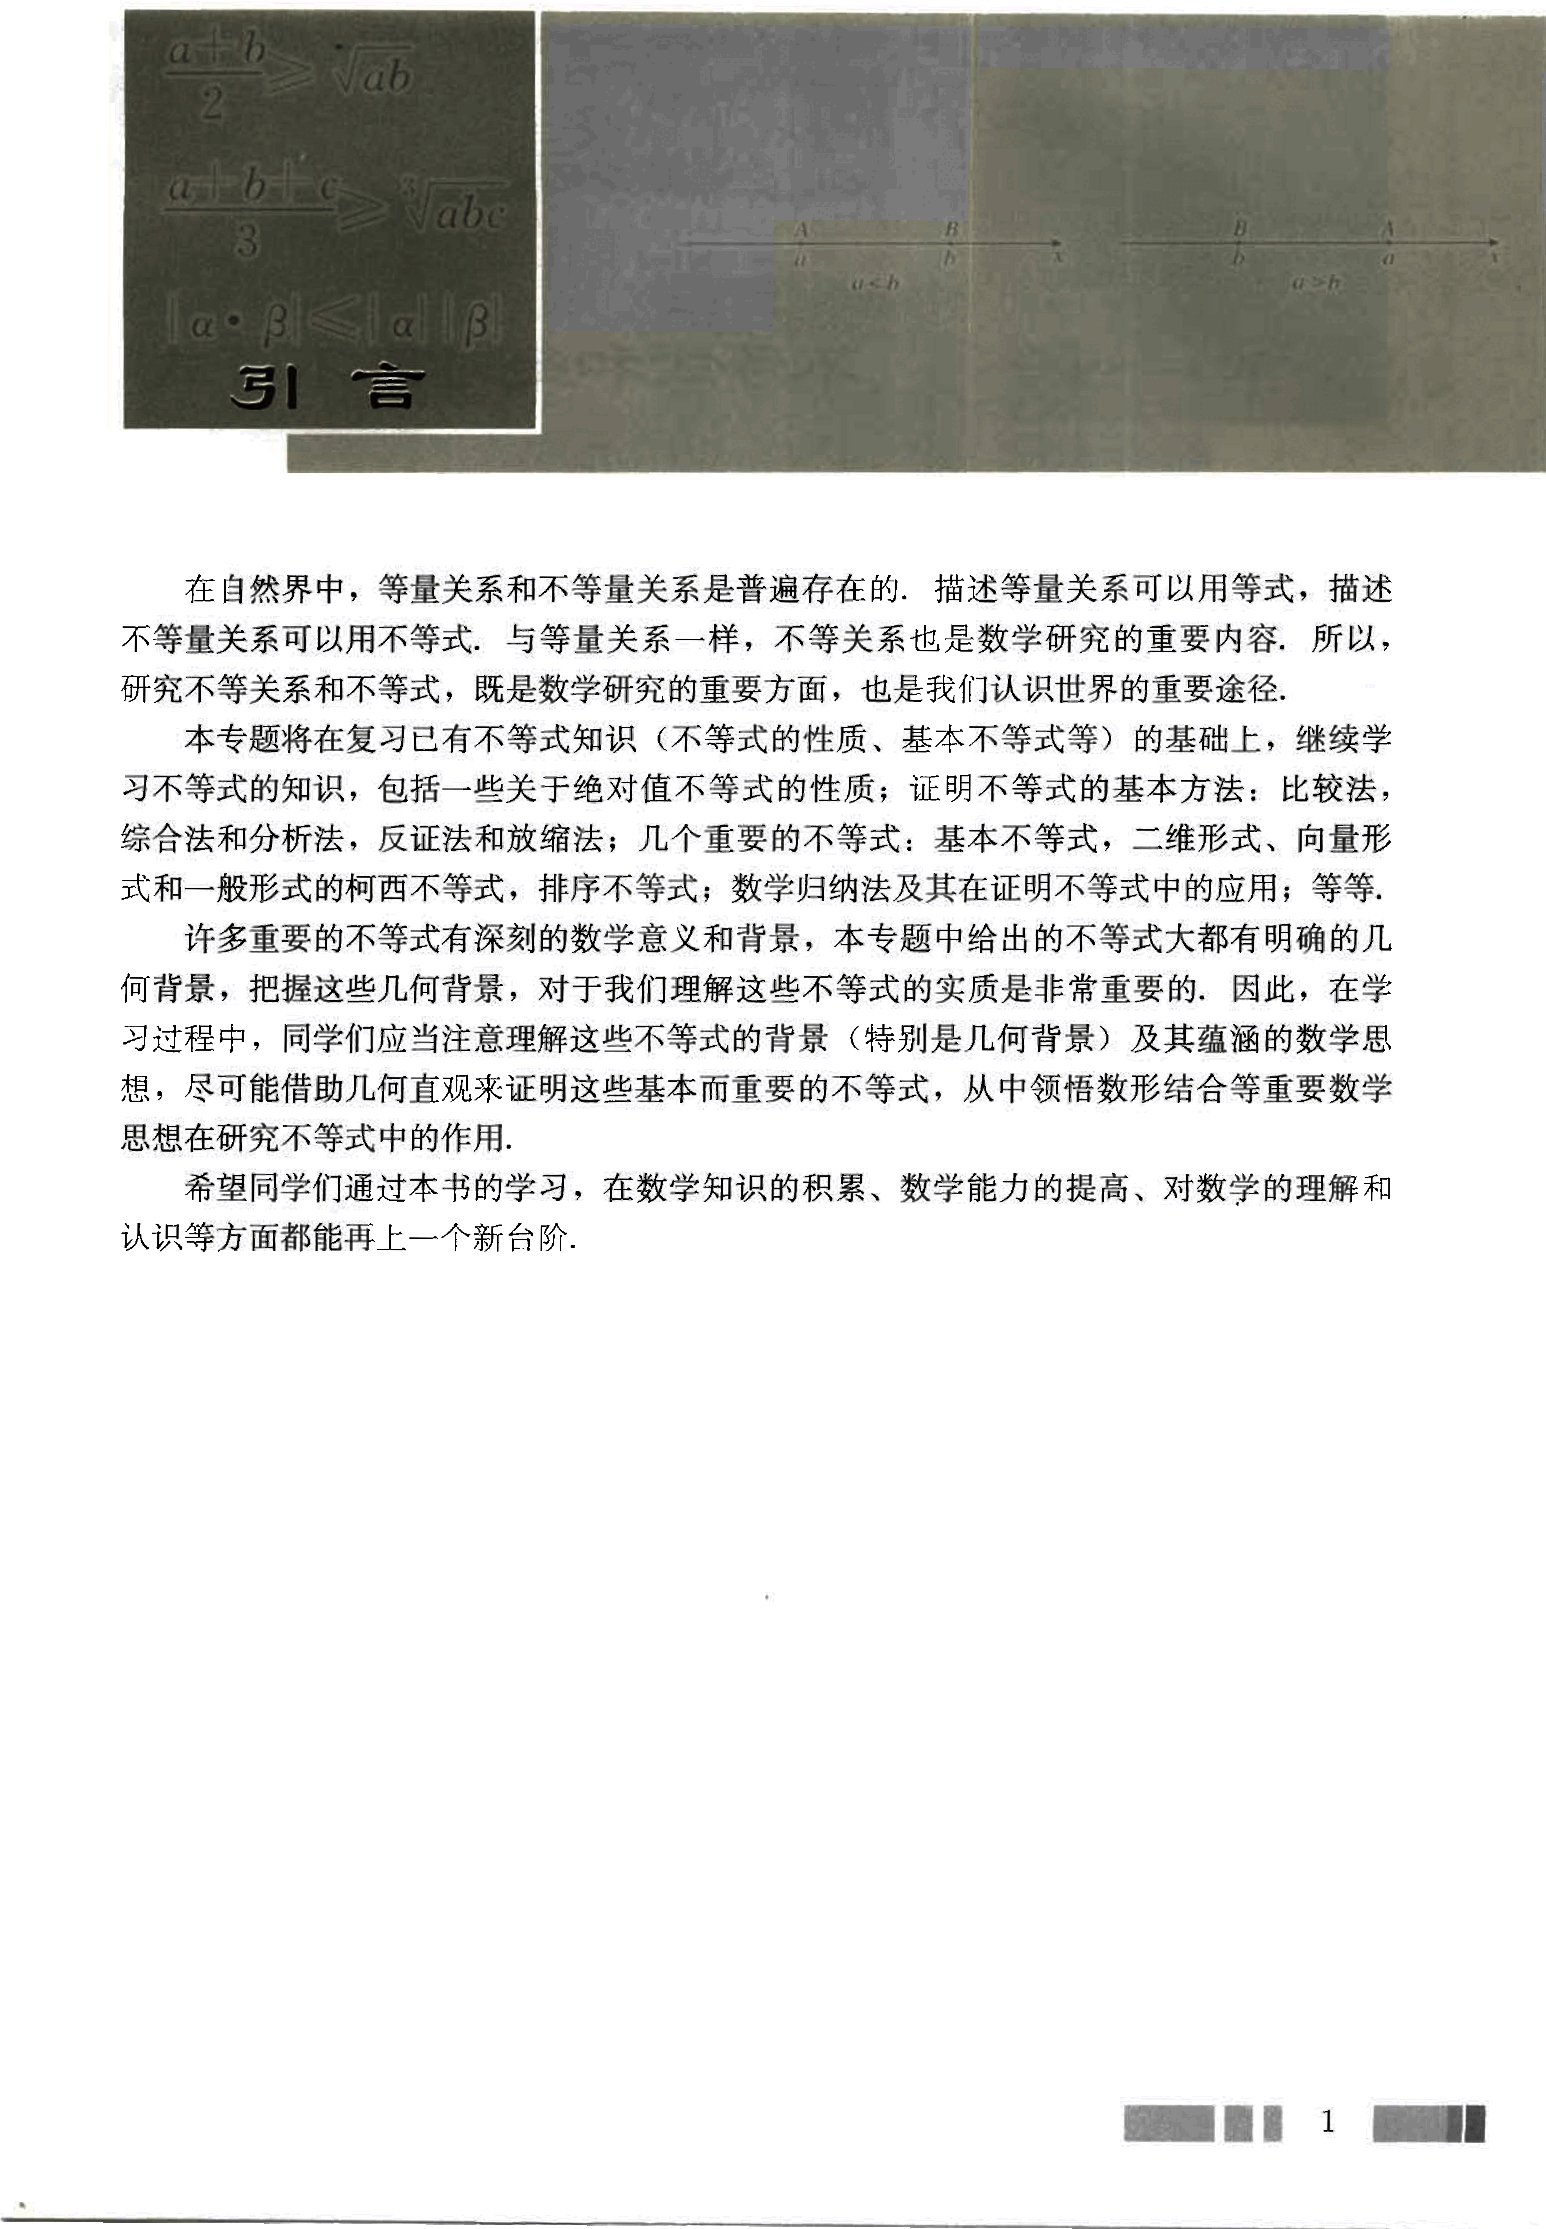 a+b/2 ≥ √ab
a+b+c/3 ≥ ∛abc
|α·β|≤|α||β|
引 言
A B
a b x
a<b
B A
b a x
a>b
在自然界中，等量关系和不等量关系是普遍存在的．描述等量关系可以用等式，描述
不等量关系可以用不等式．与等量关系一样，不等关系也是数学研究的重要内容．所以，
研究不等关系和不等式，既是数学研究的重要方面，也是我们认识世界的重要途径．
本专题将在复习已有不等式知识（不等式的性质、基本不等式等）的基础上，继续学
习不等式的知识，包括一些关于绝对值不等式的性质；证明不等式的基本方法：比较法，
综合法和分析法，反证法和放缩法；几个重要的不等式：基本不等式，二维形式、向量形
式和一般形式的柯西不等式，排序不等式；数学归纳法及其在证明不等式中的应用；等等．
许多重要的不等式有深刻的数学意义和背景，本专题中给出的不等式大都有明确的几
何背景，把握这些几何背景，对于我们理解这些不等式的实质是非常重要的．因此，在学
习过程中，同学们应当注意理解这些不等式的背景（特别是几何背景）及其蕴涵的数学思
想，尽可能借助几何直观来证明这些基本而重要的不等式，从中领悟数形结合等重要数学
思想在研究不等式中的作用．
希望同学们通过本书的学习，在数学知识的积累、数学能力的提高、对数学的理解和
认识等方面都能再上一个新台阶．
1